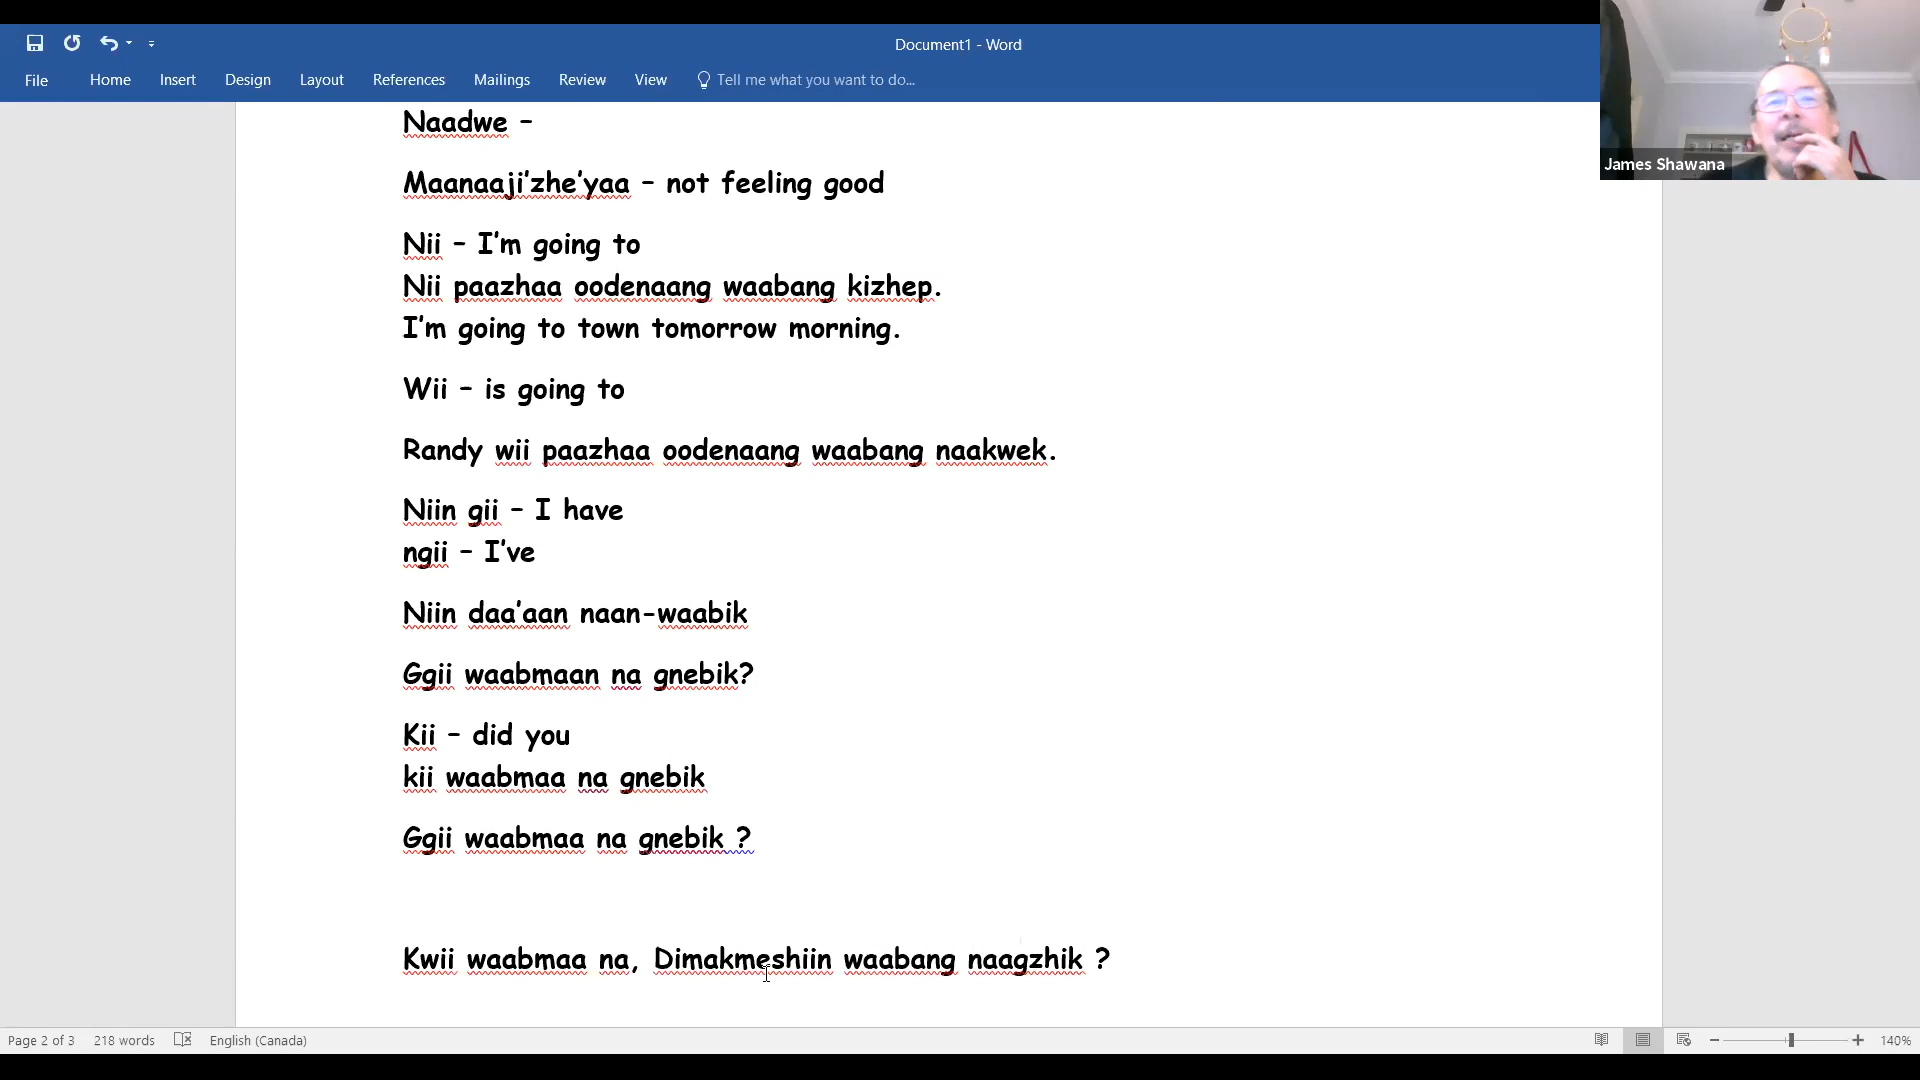 Document1 - Word
File Home Insert Design Layout References Mailings Review View Tell me what you want to do...
James Shawana
Naadwe –
Maanaaji’zhe’yaa – not feeling good
Nii – I’m going to
Nii paazhaa oodenaang waabang kizhep.
I’m going to town tomorrow morning.
Wii – is going to
Randy wii paazhaa oodenaang waabang naakwek.
Niin gii – I have
ngii – I’ve
Niin daa’aan naan-waabik
Ggii waabmaan na gnebik?
Kii – did you
kii waabmaa na gnebik
Ggii waabmaa na gnebik ?
Kwii waabmaa na, Dimakmeshiin waabang naagzhik ?
Page 2 of 3 218 words English (Canada) 140%